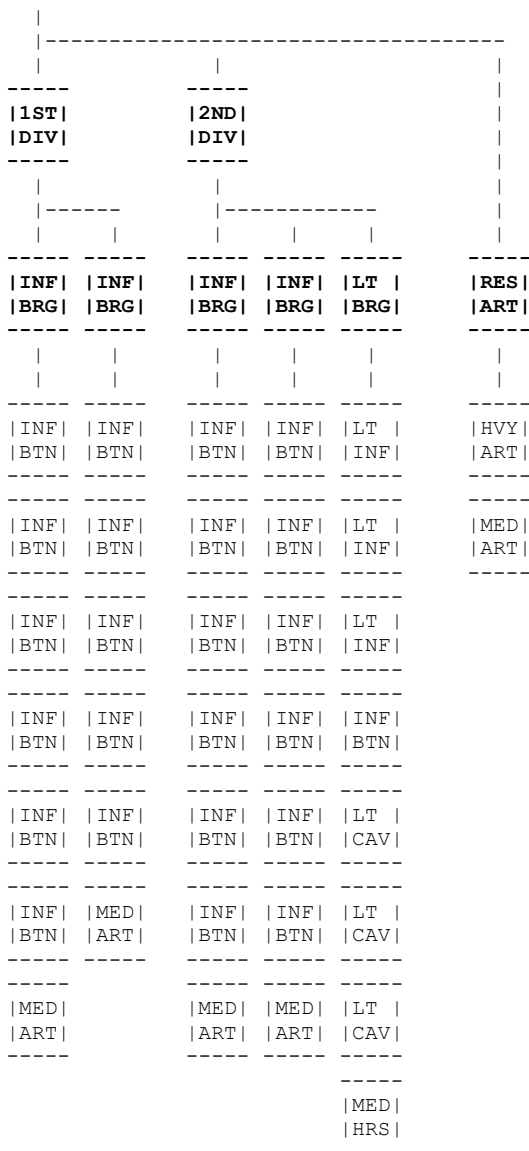 |
|------------------------------------
| | |
----- ----- |
|1ST| |2ND| |
|DIV| |DIV| |
----- ----- |
| | |
|------ |------------ |
| | | | | |
----- ----- ----- ----- ----- -----
|INF| |INF| |INF| |INF| |LT | |RES|
|BRG| |BRG| |BRG| |BRG| |BRG| |ART|
----- ----- ----- ----- ----- -----
| | | | | |
| | | | | |
----- ----- ----- ----- ----- -----
|INF| |INF| |INF| |INF| |LT | |HVY|
|BTN| |BTN| |BTN| |BTN| |INF| |ART|
----- ----- ----- ----- ----- -----
----- ----- ----- ----- ----- -----
|INF| |INF| |INF| |INF| |LT | |MED|
|BTN| |BTN| |BTN| |BTN| |INF| |ART|
----- ----- ----- ----- ----- -----
----- ----- ----- ----- -----
|INF| |INF| |INF| |INF| |LT |
|BTN| |BTN| |BTN| |BTN| |INF|
----- ----- ----- ----- -----
----- ----- ----- ----- -----
|INF| |INF| |INF| |INF| |INF|
|BTN| |BTN| |BTN| |BTN| |BTN|
----- ----- ----- ----- -----
----- ----- ----- ----- -----
|INF| |INF| |INF| |INF| |LT |
|BTN| |BTN| |BTN| |BTN| |CAV|
----- ----- ----- ----- -----
----- ----- ----- ----- -----
|INF| |MED| |INF| |INF| |LT |
|BTN| |ART| |BTN| |BTN| |CAV|
----- ----- ----- ----- -----
----- ----- ----- -----
|MED| |MED| |MED| |LT |
|ART| |ART| |ART| |CAV|
----- ----- ----- -----
-----
|MED|
|HRS|